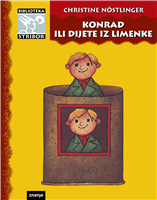 BIBLIOTEKA
STRIBOR
CHRISTINE NÖSTLINGER
KONRAD
ILI DIJETE IZ LIMENKE
znanje